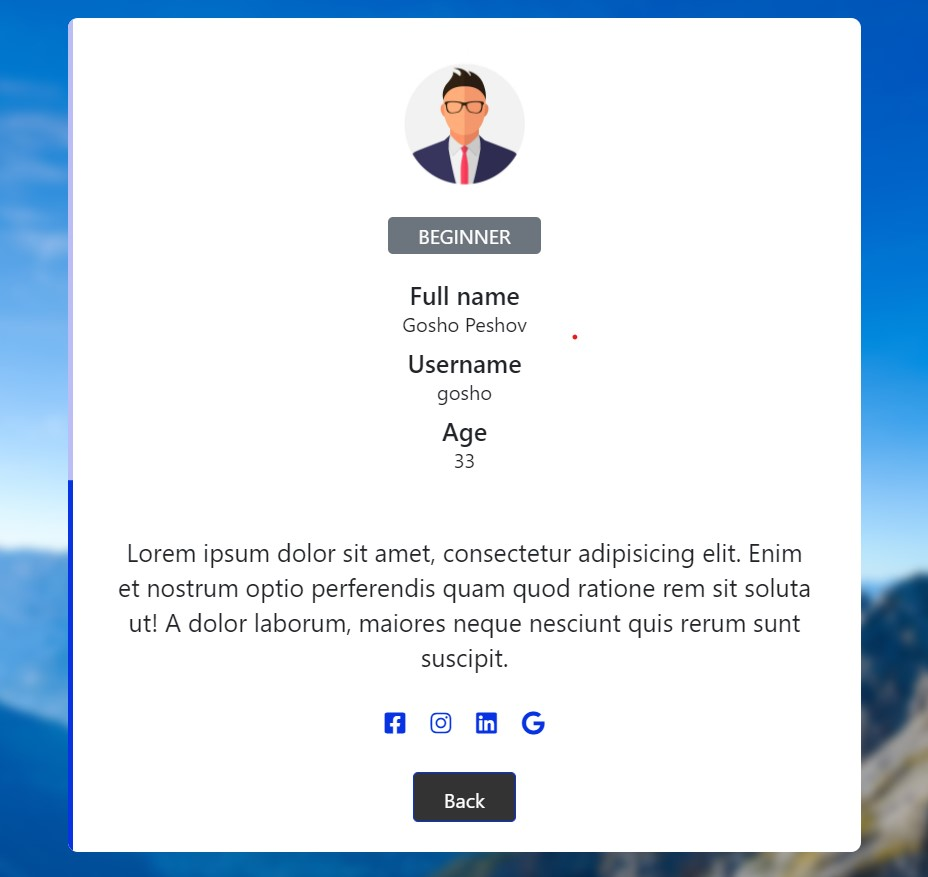 BEGINNER
Full name
Gosho Peshov
Username
gosho
Age
33
Lorem ipsum dolor sit amet, consectetur adipisicing elit. Enim
et nostrum optio perferendis quam quod ratione rem sit soluta
ut! A dolor laborum, maiores neque nesciunt quis rerum sunt
suscipit.
Back